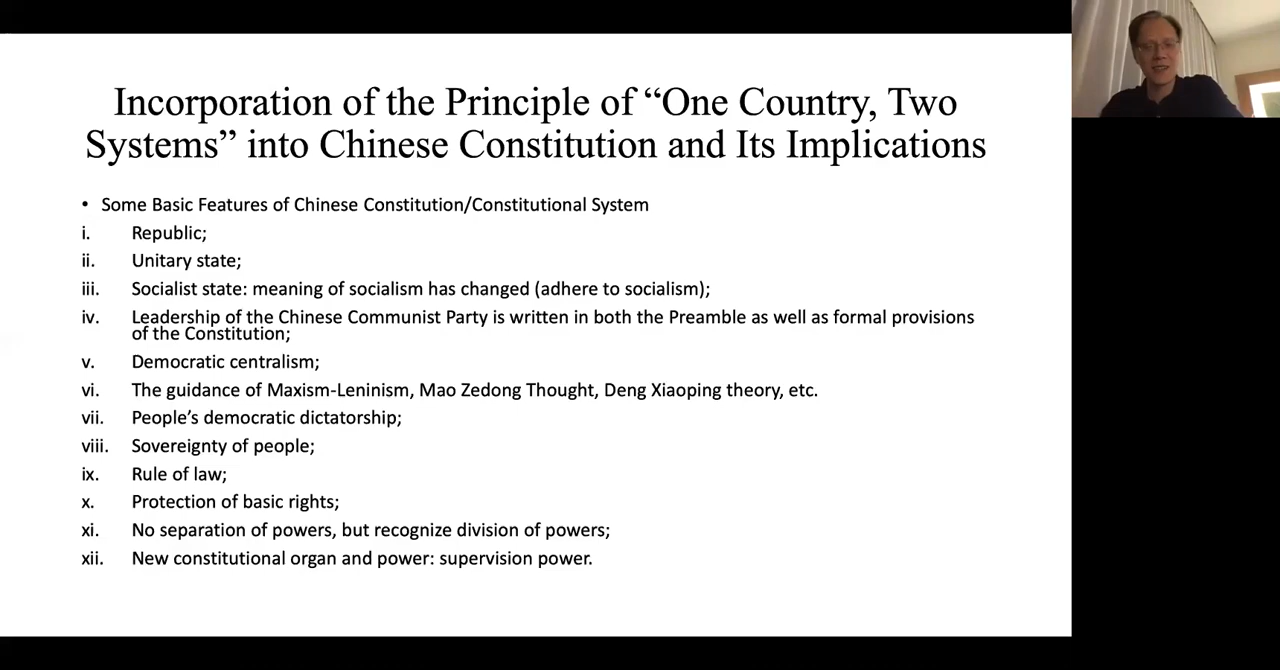 Incorporation of the Principle of “One Country, Two
Systems” into Chinese Constitution and Its Implications
• Some Basic Features of Chinese Constitution/Constitutional System
i. Republic;
ii. Unitary state;
iii. Socialist state: meaning of socialism has changed (adhere to socialism);
iv. Leadership of the Chinese Communist Party is written in both the Preamble as well as formal provisions
of the Constitution;
v. Democratic centralism;
vi. The guidance of Maxism-Leninism, Mao Zedong Thought, Deng Xiaoping theory, etc.
vii. People’s democratic dictatorship;
viii. Sovereignty of people;
ix. Rule of law;
x. Protection of basic rights;
xi. No separation of powers, but recognize division of powers;
xii. New constitutional organ and power: supervision power.